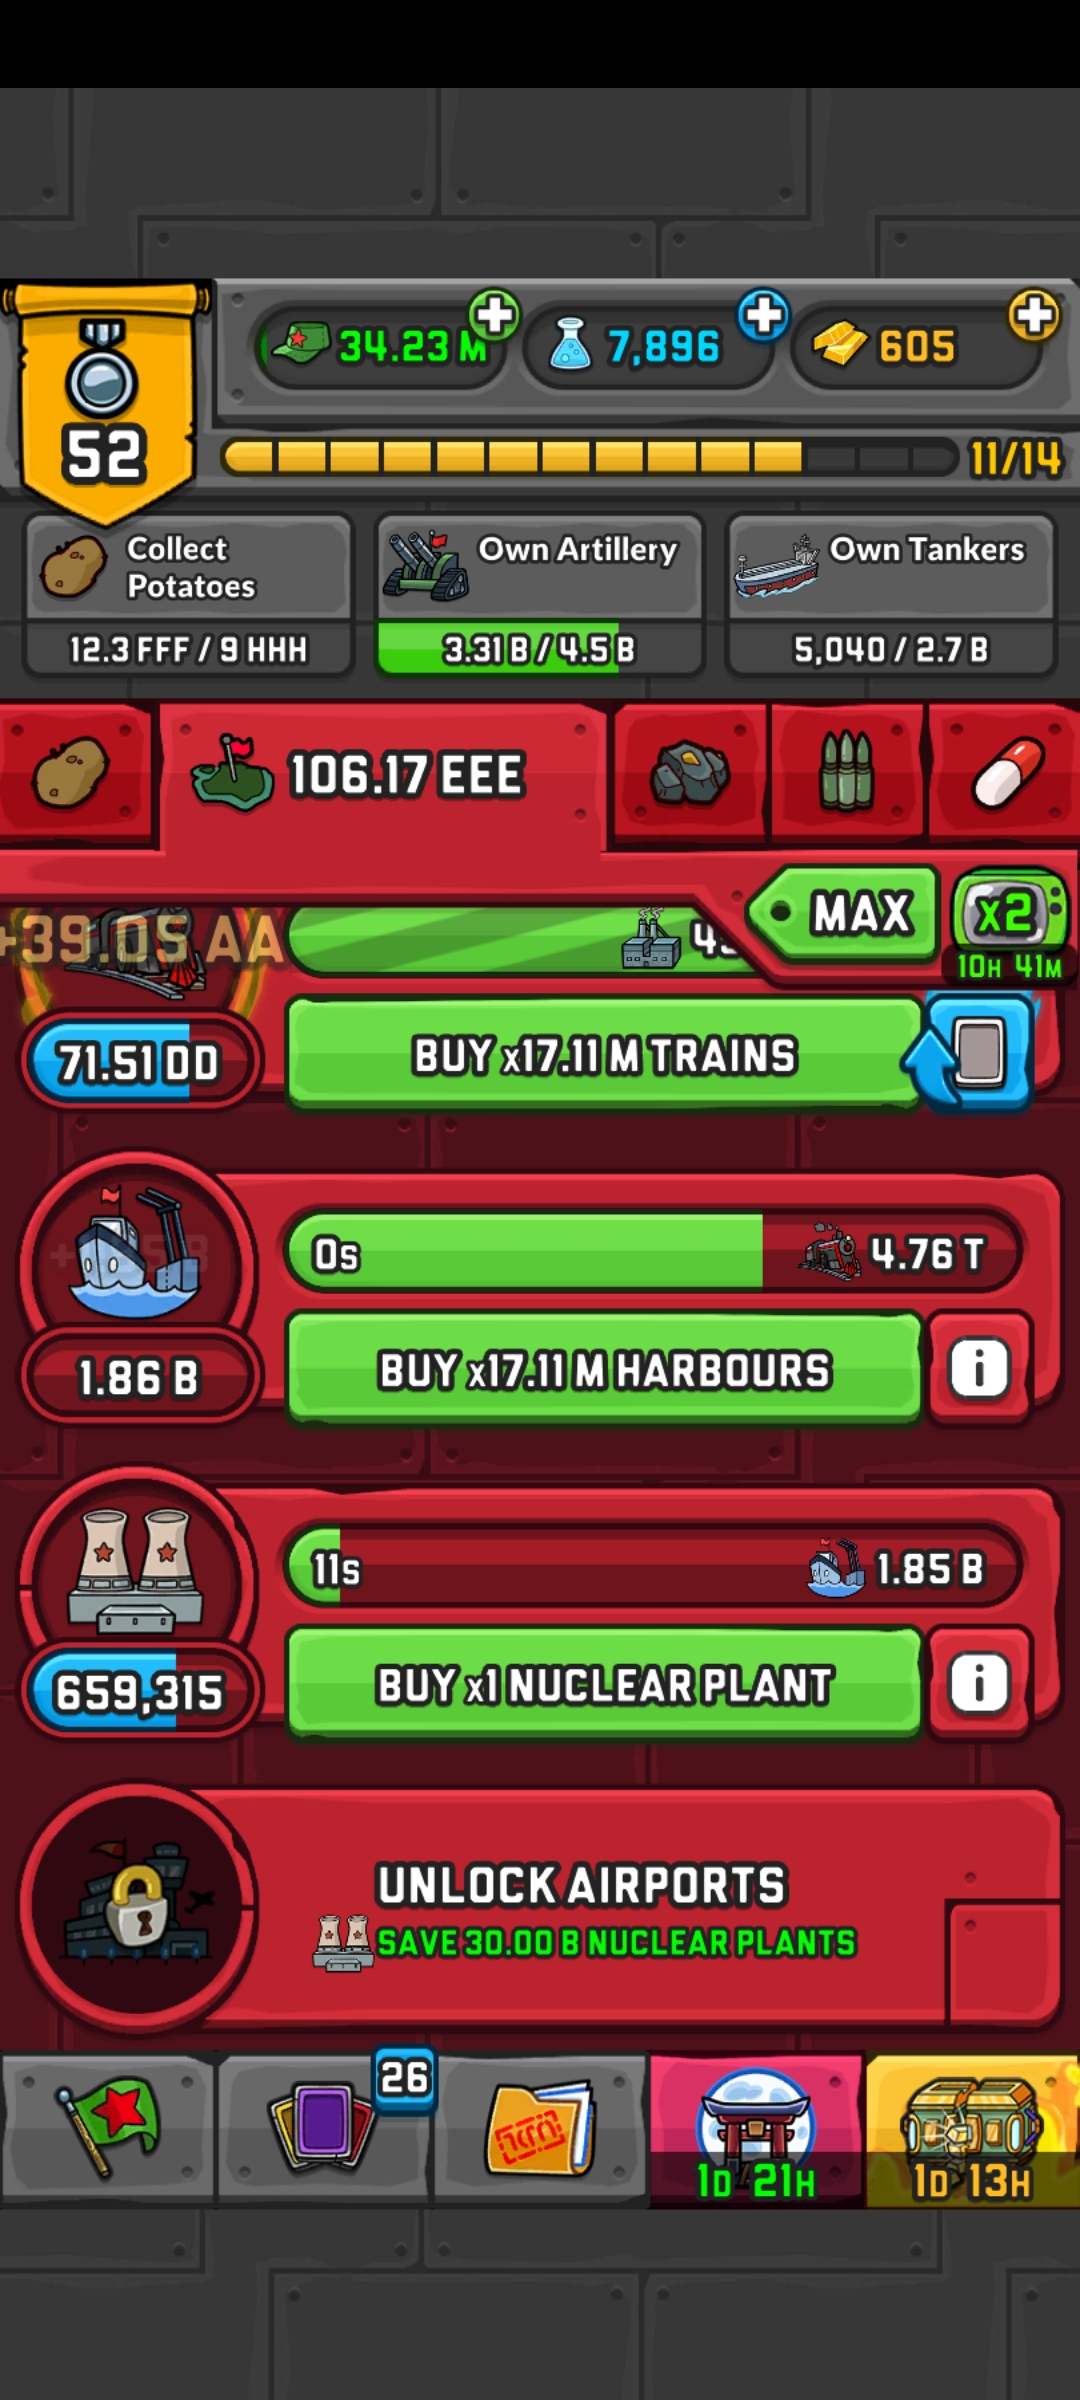 34.23 M
7,896
605
52
11/14
Collect
Potatoes
12.3 FFF / 9 HHH
Own Artillery
3.31 B / 4.5 B
Own Tankers
5,040 / 2.7 B
106.17 EEE
MAX
x2
10H 41M
+39.05 AA
71.51 DD
BUY x17.11 M TRAINS
0s
4.76 T
1.86 B
BUY x17.11 M HARBOURS
i
11s
1.85 B
659,315
BUY x1 NUCLEAR PLANT
i
UNLOCK AIRPORTS
SAVE 30.00 B NUCLEAR PLANTS
26
1D 21H
1D 13H